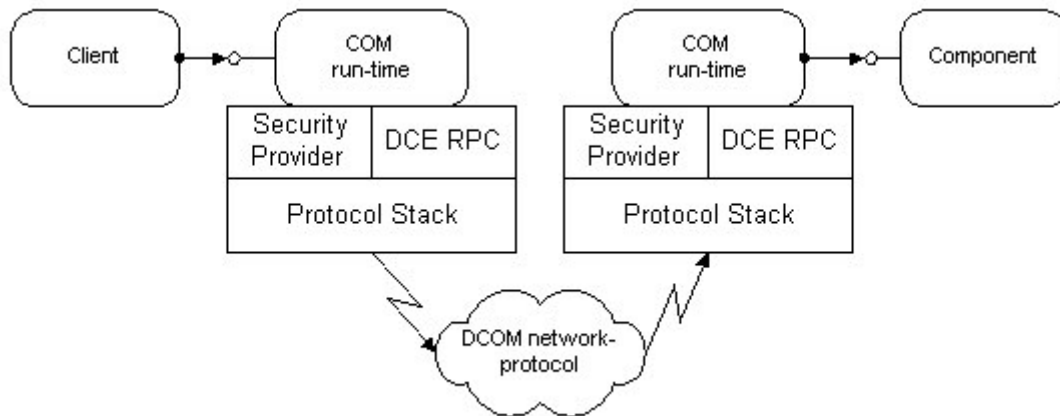 Client
COM
run-time
COM
run-time
Component
Security
Provider
DCE RPC
Security
Provider
DCE RPC
Protocol Stack
Protocol Stack
DCOM network-
protocol